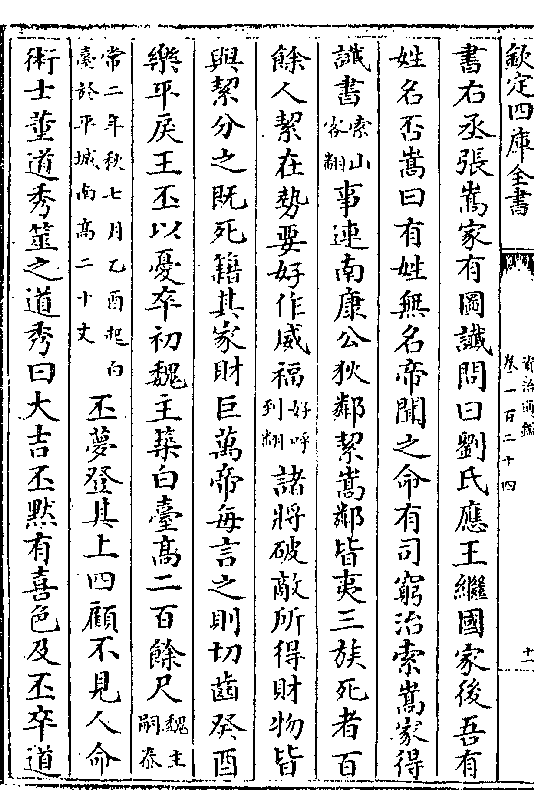 欽定四庫全書
資治通鑑
卷一百二十四
十一
書右丞張嵩家有圖讖問曰劉氏應王繼國家後吾有
姓名否嵩曰有姓無名帝聞之命有司窮治索嵩家得
讖書索山客翻事連南康公狄鄰絜嵩鄰皆夷三族死者百
餘人絜在勢要好作威福好呼到翻諸將破敵所得財物皆
與絜分之既死籍其家財巨萬帝每言之則切齒癸酉
樂平戾王丕以憂卒初魏主築白臺高二百餘尺魏主嗣泰
常二年秋七月乙酉起白臺於平城南高二十丈丕夢登其上四顧不見人命
術士董道秀筮之道秀曰大吉丕默有喜色及丕卒道